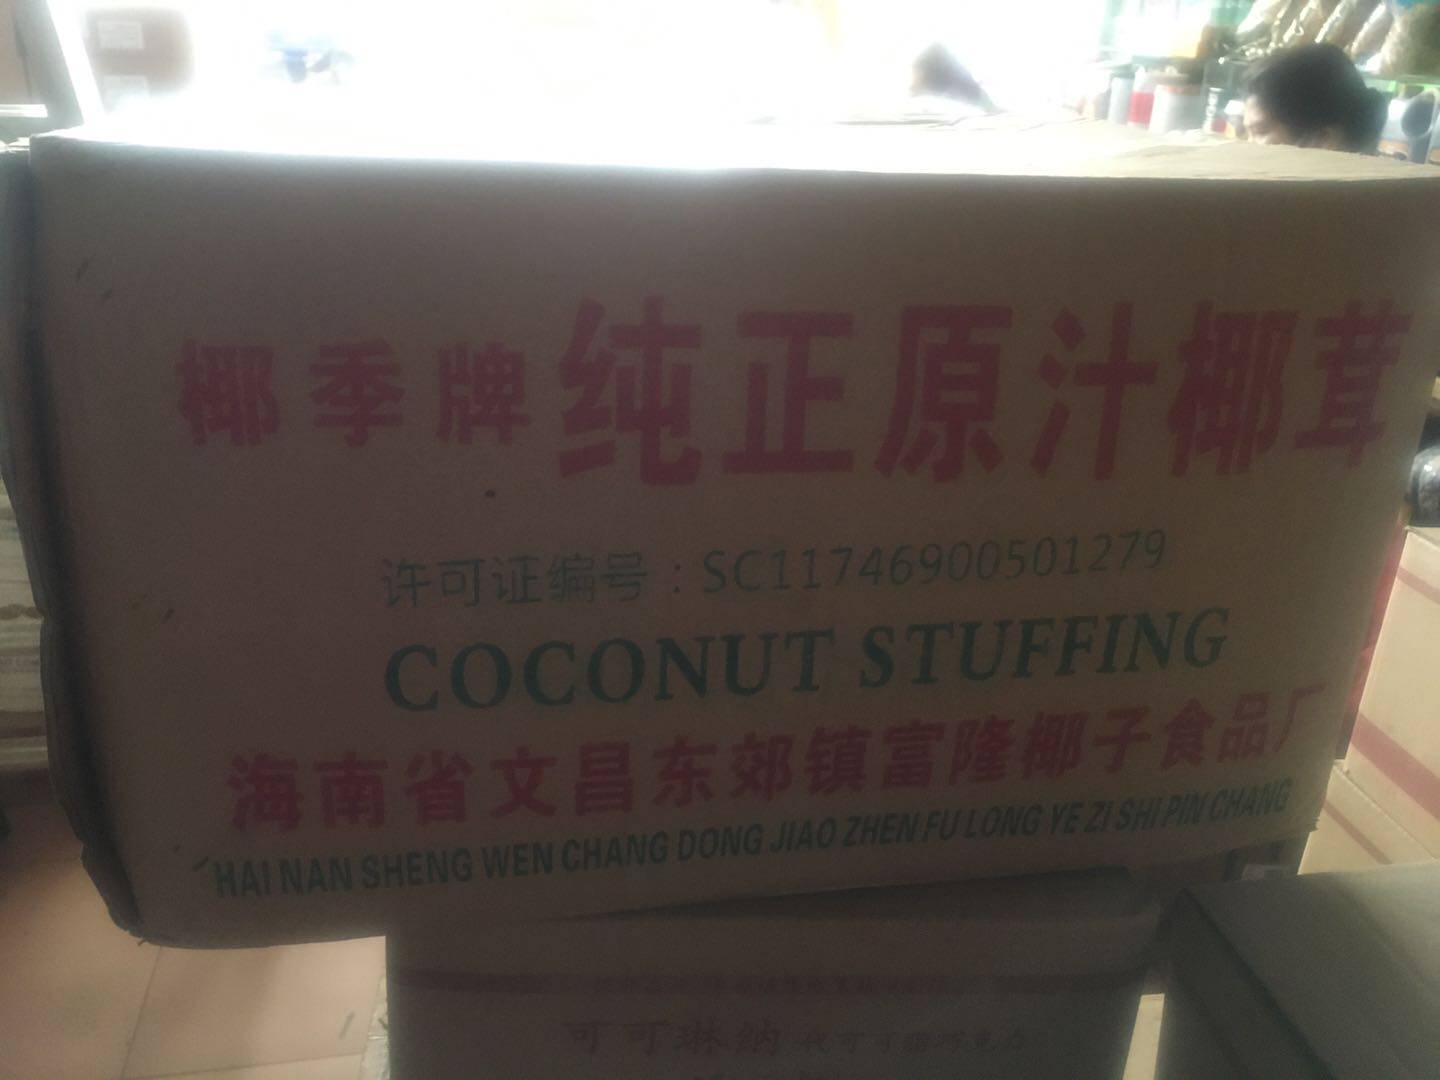 椰季牌 纯正原汁椰茸
许可证编号：SC11746900501279
COCONUT STUFFING
海南省文昌东郊镇富隆椰子食品厂
HAI NAN SHENG WEN CHANG DONG JIAO ZHEN FU LONG YE ZI SHI PIN CHANG
可可琳纳